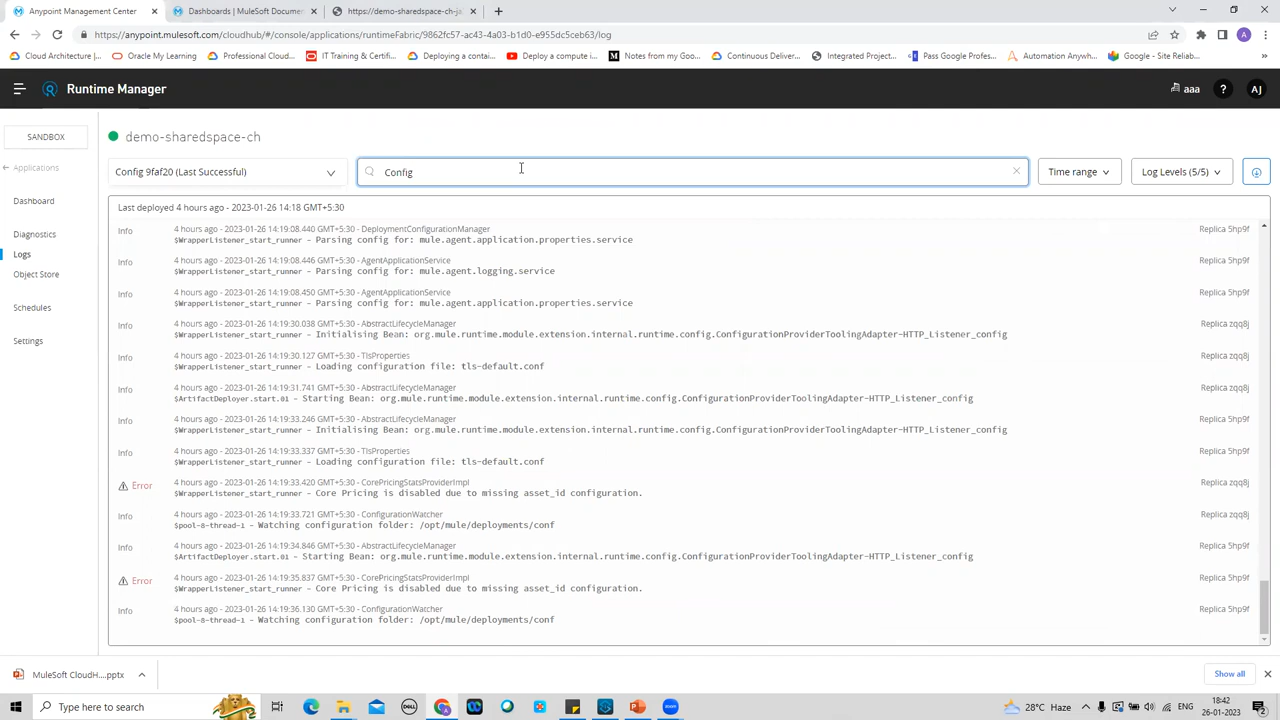 Anypoint Management Center
Dashboards | MuleSoft Documen
https://demo-sharedspace-ch-ja
https://anypoint.mulesoft.com/cloudhub/#/console/applications/runtimeFabric/9862fc57-ac43-4a03-b1d0-e955dc5ceb63/log
Cloud Architecture |...
Oracle My Learning
Professional Cloud...
IT Training & Certif...
Deploying a contai...
Deploy a compute i...
Notes from my Goo...
Continuous Deliver...
Integrated Project...
Pass Google Profes...
Automation Anywh...
Google - Site Reliab...
Runtime Manager
aaa
?
AJ
SANDBOX
Applications
Dashboard
Diagnostics
Logs
Object Store
Schedules
Settings
demo-sharedspace-ch
Config 9faf20 (Last Successful)
Config
Time range
Log Levels (5/5)
Last deployed 4 hours ago - 2023-01-26 14:18 GMT+5:30
Info 4 hours ago - 2023-01-26 14:19:08.440 GMT+5:30 - DeploymentConfigurationManager Replica 5hp9f
$WrapperListener_start_runner - Parsing config for: mule.agent.application.properties.service
Info 4 hours ago - 2023-01-26 14:19:08.446 GMT+5:30 - AgentApplicationService Replica 5hp9f
$WrapperListener_start_runner - Parsing config for: mule.agent.logging.service
Info 4 hours ago - 2023-01-26 14:19:08.450 GMT+5:30 - AgentApplicationService Replica 5hp9f
$WrapperListener_start_runner - Parsing config for: mule.agent.application.properties.service
Info 4 hours ago - 2023-01-26 14:19:30.038 GMT+5:30 - AbstractLifecycleManager Replica zqq8j
$WrapperListener_start_runner - Initialising Bean: org.mule.runtime.module.extension.internal.runtime.config.ConfigurationProviderToolingAdapter-HTTP_Listener_config
Info 4 hours ago - 2023-01-26 14:19:30.127 GMT+5:30 - TlsProperties Replica zqq8j
$WrapperListener_start_runner - Loading configuration file: tls-default.conf
Info 4 hours ago - 2023-01-26 14:19:31.741 GMT+5:30 - AbstractLifecycleManager Replica zqq8j
$ArtifactDeployer.start.01 - Starting Bean: org.mule.runtime.module.extension.internal.runtime.config.ConfigurationProviderToolingAdapter-HTTP_Listener_config
Info 4 hours ago - 2023-01-26 14:19:33.246 GMT+5:30 - AbstractLifecycleManager Replica 5hp9f
$WrapperListener_start_runner - Initialising Bean: org.mule.runtime.module.extension.internal.runtime.config.ConfigurationProviderToolingAdapter-HTTP_Listener_config
Info 4 hours ago - 2023-01-26 14:19:33.337 GMT+5:30 - TlsProperties Replica 5hp9f
$WrapperListener_start_runner - Loading configuration file: tls-default.conf
Error 4 hours ago - 2023-01-26 14:19:33.420 GMT+5:30 - CorePricingStatsProviderImpl Replica zqq8j
$WrapperListener_start_runner - Core Pricing is disabled due to missing asset_id configuration.
Info 4 hours ago - 2023-01-26 14:19:33.721 GMT+5:30 - ConfigurationWatcher Replica zqq8j
$pool-8-thread-1 - Watching configuration folder: /opt/mule/deployments/conf
Info 4 hours ago - 2023-01-26 14:19:34.846 GMT+5:30 - AbstractLifecycleManager Replica 5hp9f
$ArtifactDeployer.start.01 - Starting Bean: org.mule.runtime.module.extension.internal.runtime.config.ConfigurationProviderToolingAdapter-HTTP_Listener_config
Error 4 hours ago - 2023-01-26 14:19:35.837 GMT+5:30 - CorePricingStatsProviderImpl Replica 5hp9f
$WrapperListener_start_runner - Core Pricing is disabled due to missing asset_id configuration.
Info 4 hours ago - 2023-01-26 14:19:36.130 GMT+5:30 - ConfigurationWatcher Replica 5hp9f
$pool-8-thread-1 - Watching configuration folder: /opt/mule/deployments/conf
MuleSoft CloudH....pptx
Show all
Type here to search
28°C Haze
ENG
18:42
26-01-2023